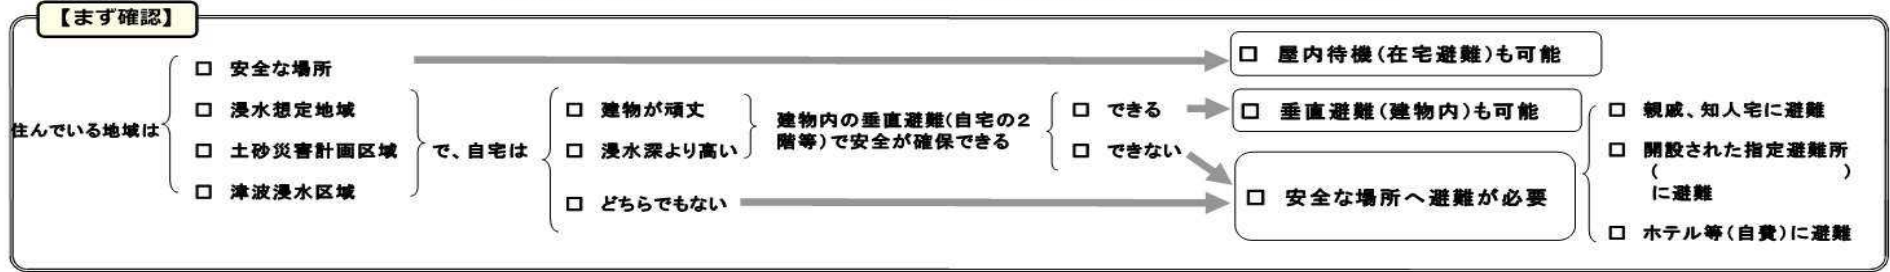 【まず確認】
住んでいる地域は
□ 安全な場所
□ 浸水想定地域
□ 土砂災害計画区域
□ 津波浸水区域
で、自宅は
□ 建物が頑丈
□ 浸水深より高い
□ どちらでもない
建物内の垂直避難(自宅の2
階等)で安全が確保できる
□ できる
□ できない
□ 屋内待機(在宅避難)も可能
□ 垂直避難(建物内)も可能
□ 安全な場所へ避難が必要
□ 親戚、知人宅に避難
□ 開設された指定避難所
( )
に避難
□ ホテル等(自費)に避難